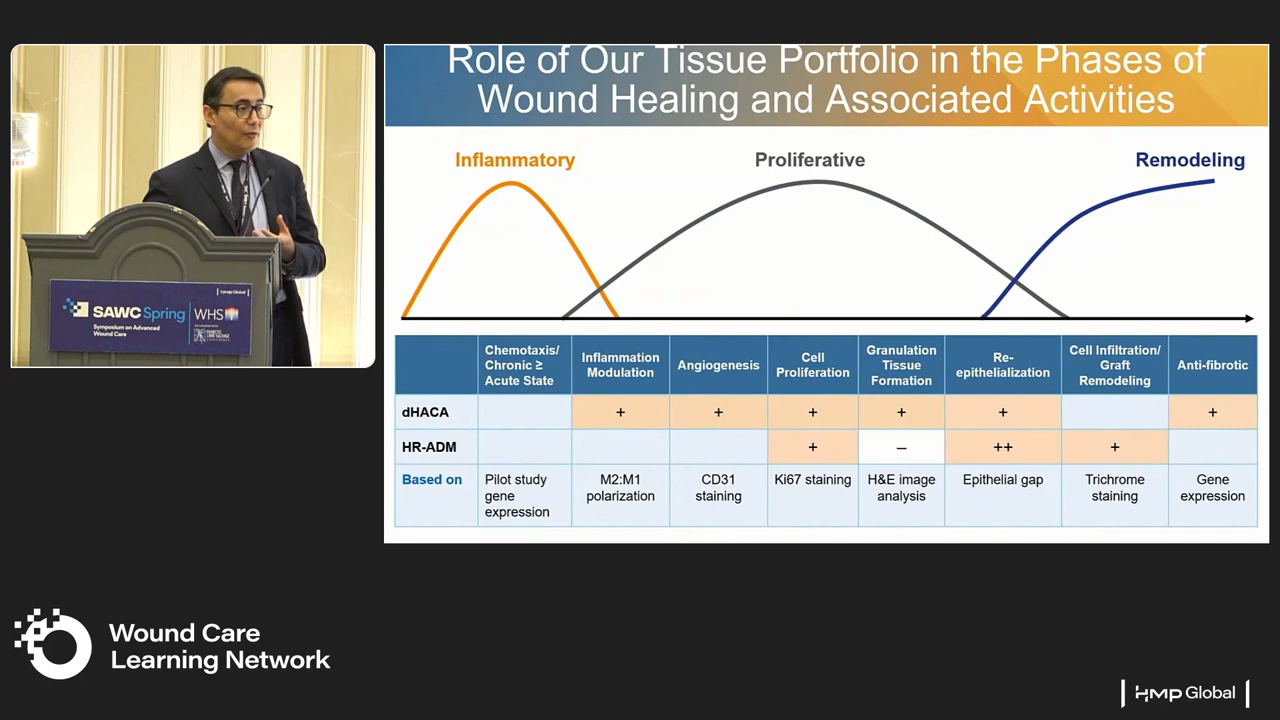 Role of Our Tissue Portfolio in the Phases of
Wound Healing and Associated Activities
Inflammatory
Proliferative
Remodeling
Chemotaxis/
Chronic ≥
Acute State
Inflammation
Modulation
Angiogenesis
Cell
Proliferation
Granulation
Tissue
Formation
Re-
epithelialization
Cell Infiltration/
Graft
Remodeling
Anti-fibrotic
dHACA + + + + + +
HR-ADM + – ++ +
Based on
Pilot study
gene
expression
M2:M1
polarization
CD31
staining
Ki67 staining
H&E image
analysis
Epithelial gap
Trichrome
staining
Gene
expression
hmp Global
SAWC Spring
Symposium on Advanced
Wound Care
WHS
Wound Care
Learning Network
HMP Global